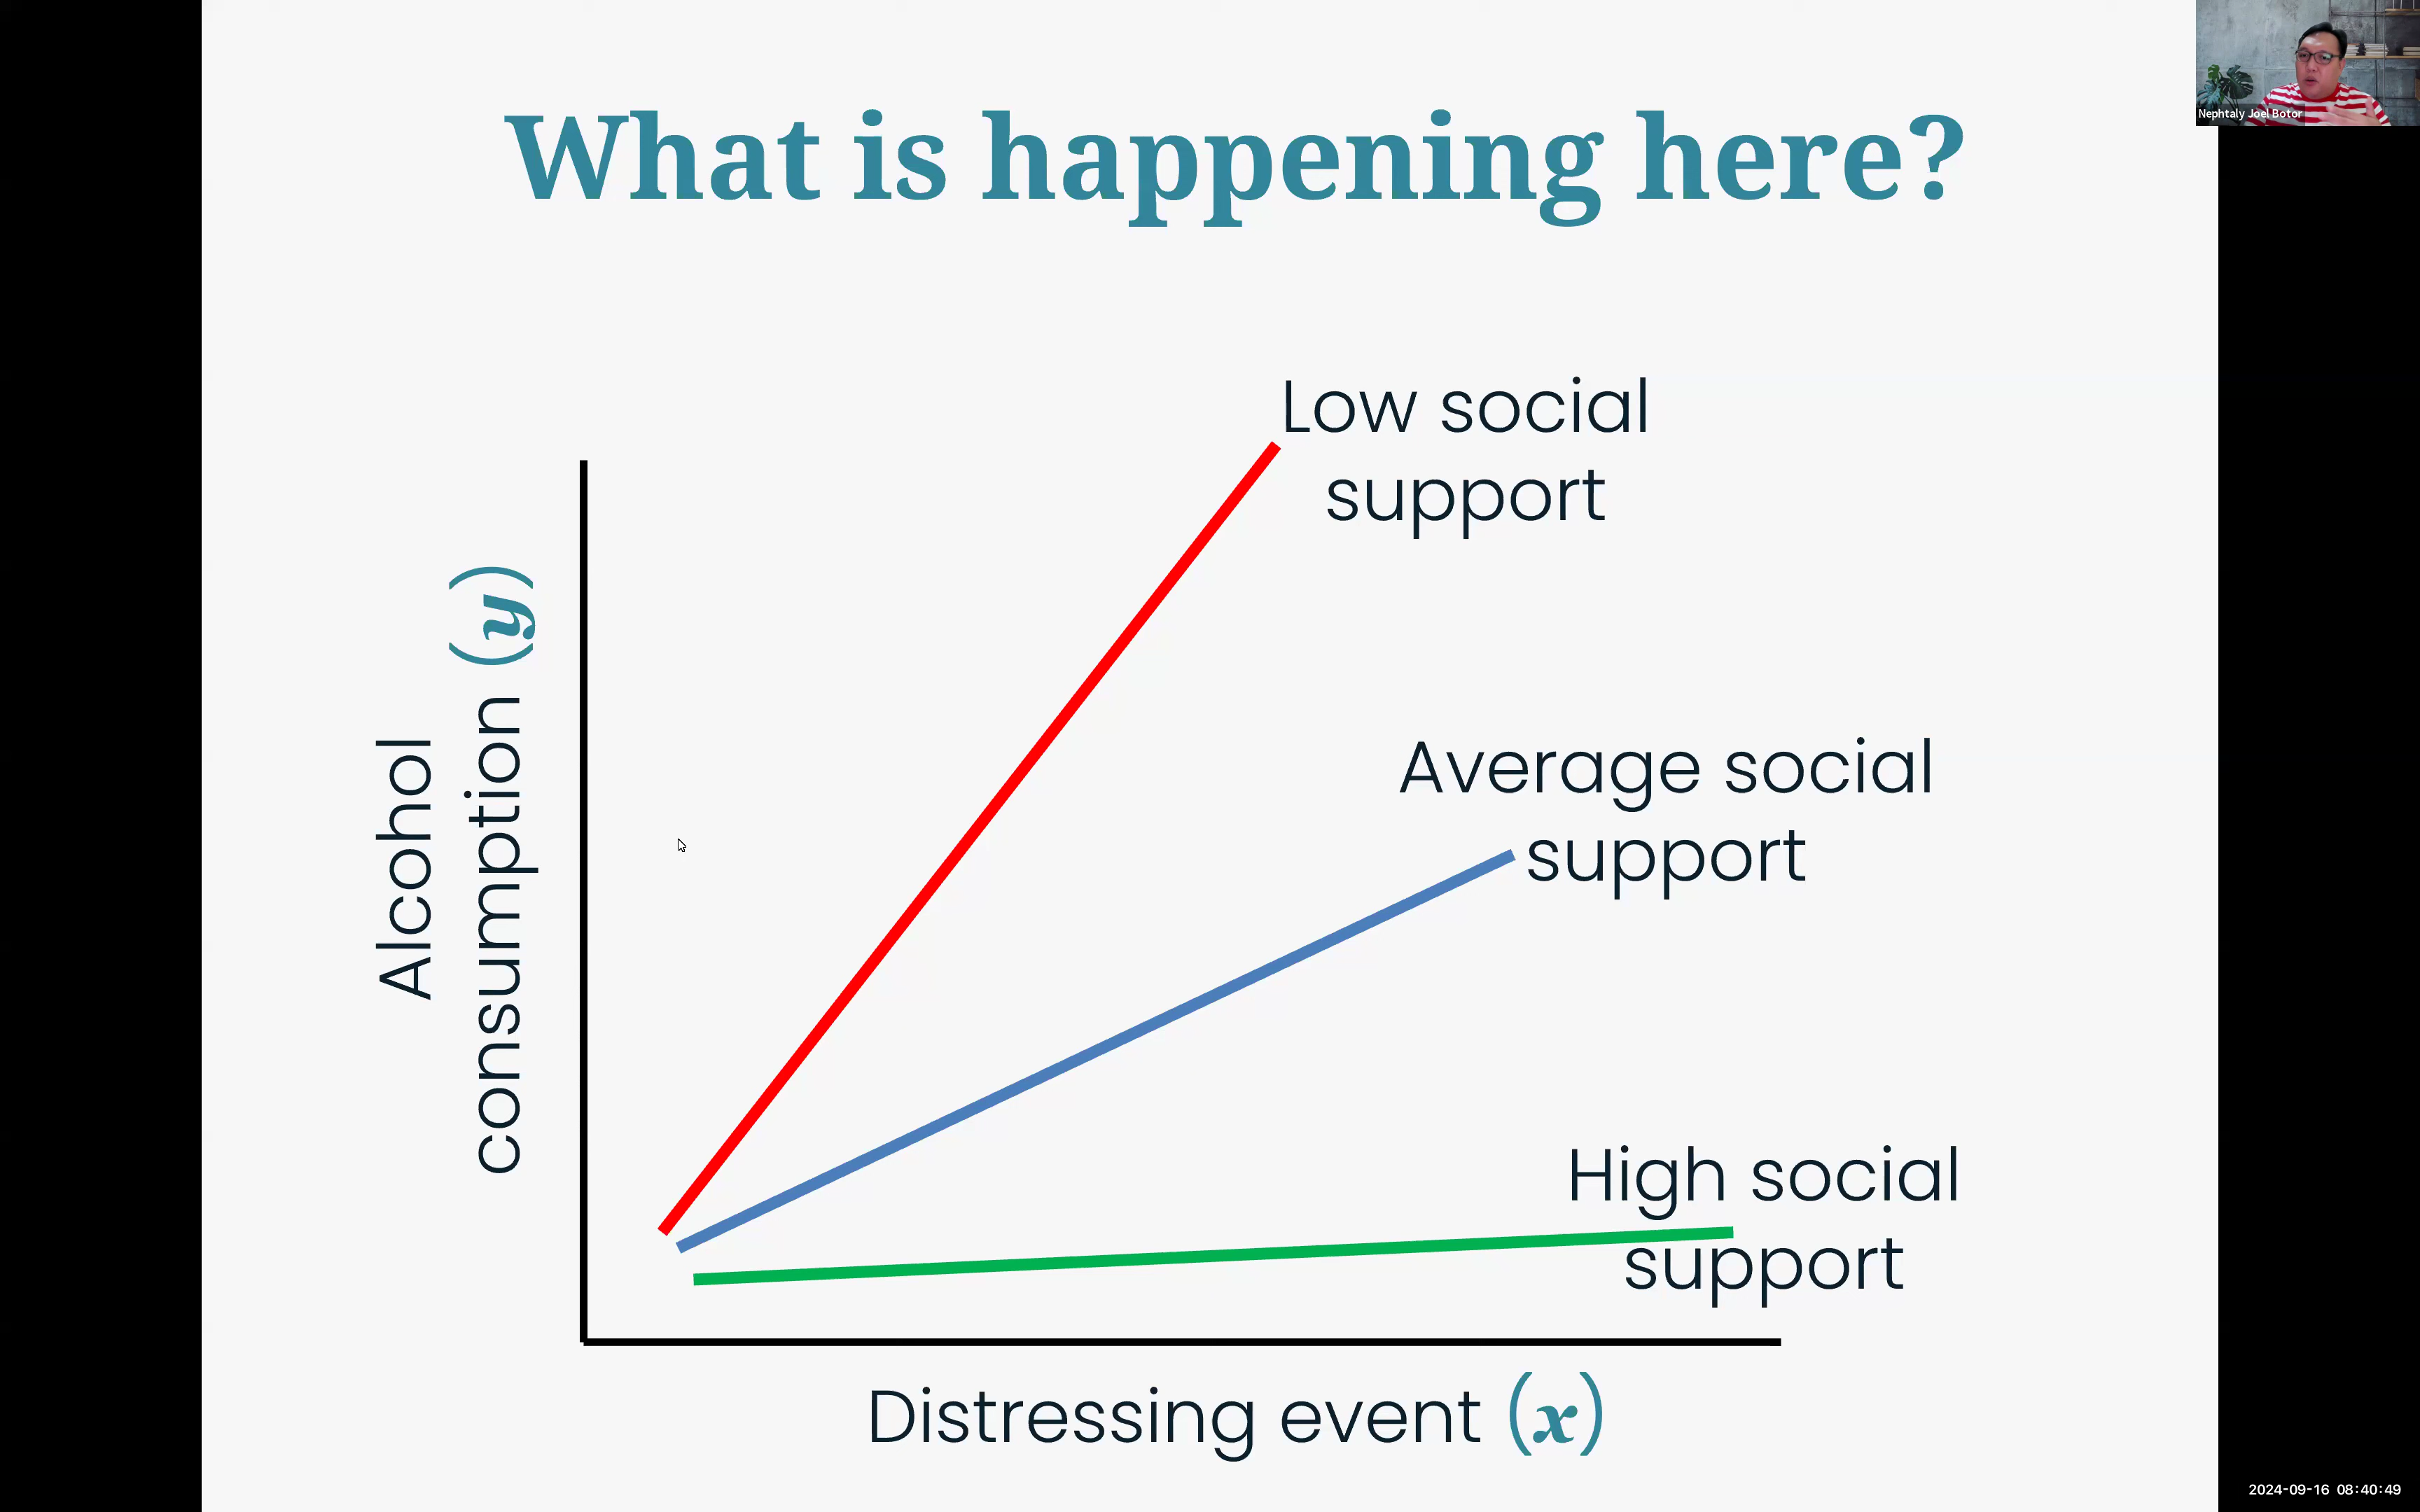 What is happening here?
Nephtaly Joel Botor
Low social
support
Average social
support
High social
support
Alcohol
consumption (y)
Distressing event (x)
2024-09-16 08:40:49